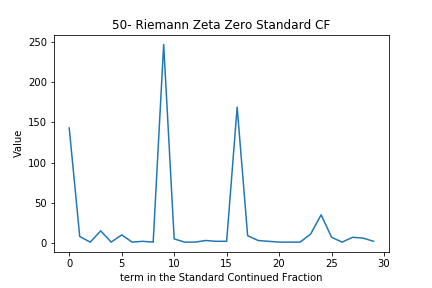 50- Riemann Zeta Zero Standard CF
250
200
150
100
50
0
Value
0 5 10 15 20 25 30
term in the Standard Continued Fraction